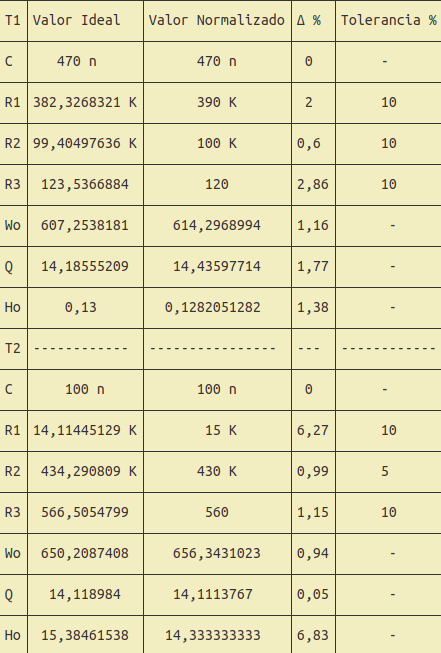 T1 Valor Ideal Valor Normalizado Δ % Tolerancia %
C 470 n 470 n 0 -
R1 382,3268321 K 390 K 2 10
R2 99,40497636 K 100 K 0,6 10
R3 123,5366884 120 2,86 10
Wo 607,2538181 614,2968994 1,16 -
Q 14,18555209 14,43597714 1,77 -
Ho 0,13 0,1282051282 1,38 -
T2 ------------ ---------------- --- ------------
C 100 n 100 n 0 -
R1 14,11445129 K 15 K 6,27 10
R2 434,290809 K 430 K 0,99 5
R3 566,5054799 560 1,15 10
Wo 650,2087408 656,3431023 0,94 -
Q 14,118984 14,1113767 0,05 -
Ho 15,38461538 14,333333333 6,83 -